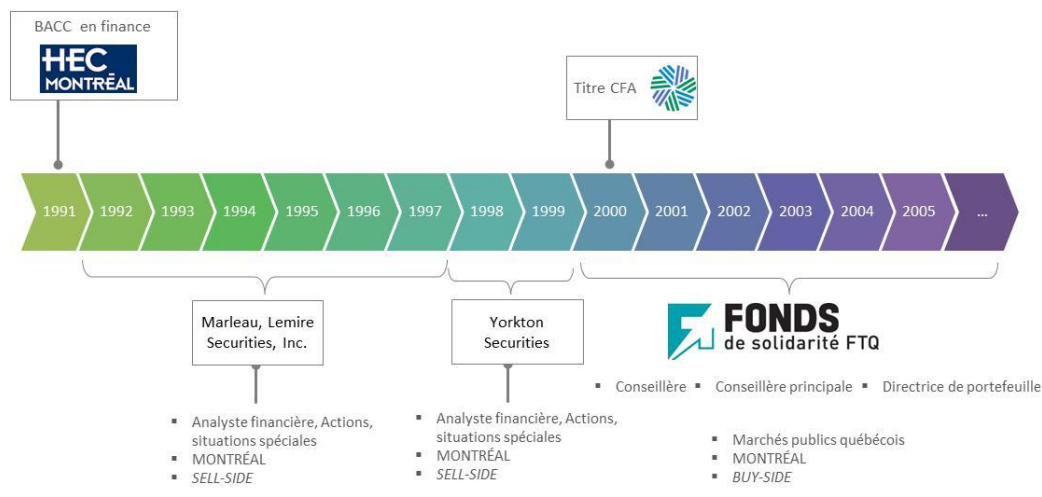 BACC en finance
HEC
MONTRÉAL
Titre CFA
1991 1992 1993 1994 1995 1996 1997 1998 1999 2000 2001 2002 2003 2004 2005 ...
Marleau, Lemire
Securities, Inc.
▪ Analyste financière, Actions,
situations spéciales
▪ MONTRÉAL
▪ SELL-SIDE
Yorkton
Securities
▪ Analyste financière, Actions,
situations spéciales
▪ MONTRÉAL
▪ SELL-SIDE
FONDS
de solidarité FTQ
▪ Conseillère ▪ Conseillère principale ▪ Directrice de portefeuille
▪ Marchés publics québécois
▪ MONTRÉAL
▪ BUY-SIDE